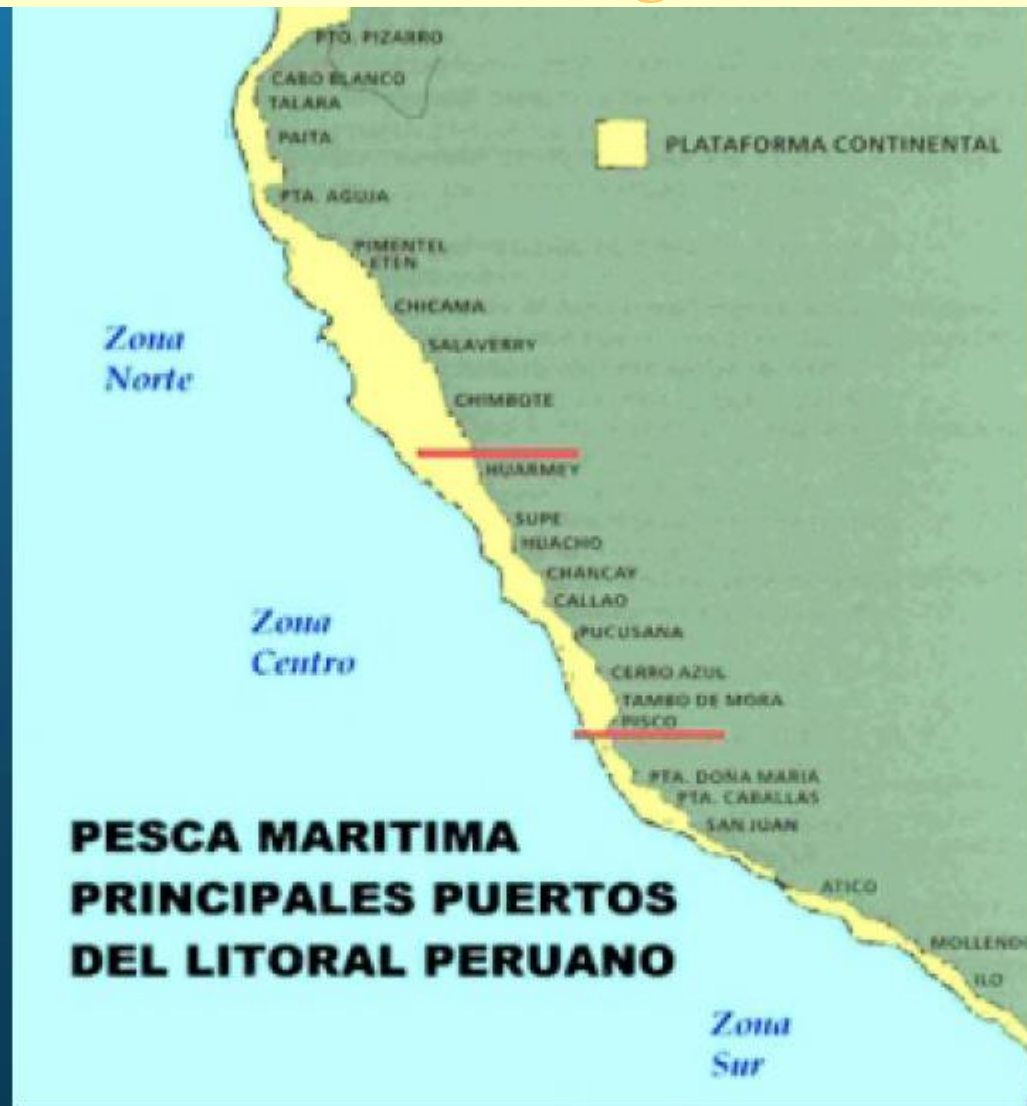 PTO. PIZARRO
CABO BLANCO
TALARA
PAITA
PLATAFORMA CONTINENTAL
PTA. AGUJA
PIMENTEL
ETEN
CHICAMA
Zona
Norte
SALAVERRY
CHIMBOTE
HUARMEY
SUPE
HUACHO
CHANCAY
CALLAO
Zona
Centro
PUCUSANA
CERRO AZUL
TAMBO DE MORA
PISCO
PTA. DOÑA MARIA
PTA. CABALLAS
SAN JUAN
PESCA MARITIMA
PRINCIPALES PUERTOS
DEL LITORAL PERUANO
ATICO
MOLLEND
ILO
Zona
Sur